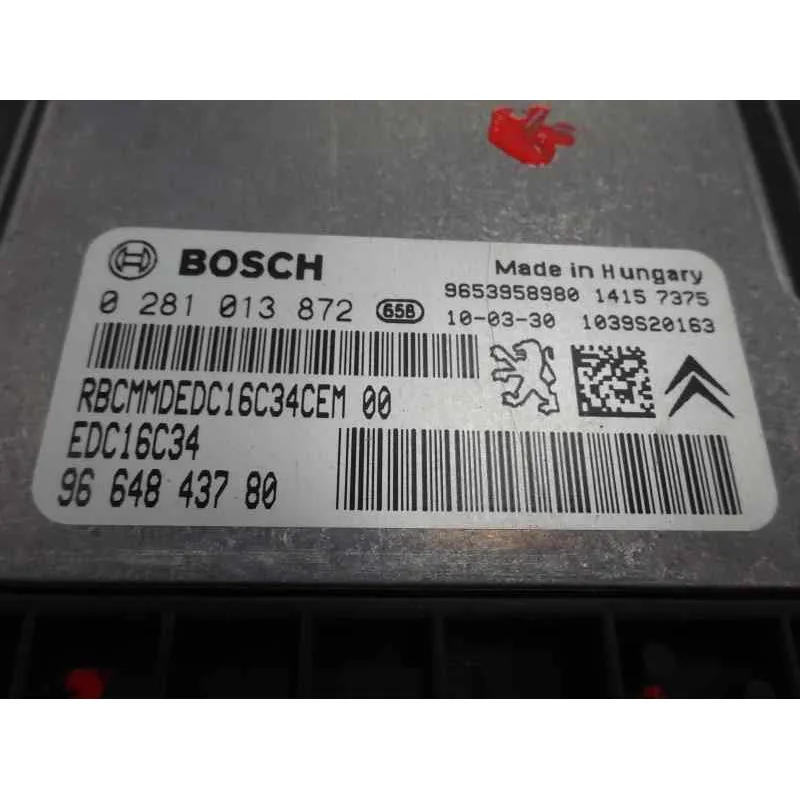 BOSCH
Made in Hungary
0 281 013 872 658
9653958980 1415 7375
10-03-30 1039S20163
RBCMMDEDC16C34CEM 00
EDC16C34
96 648 437 80